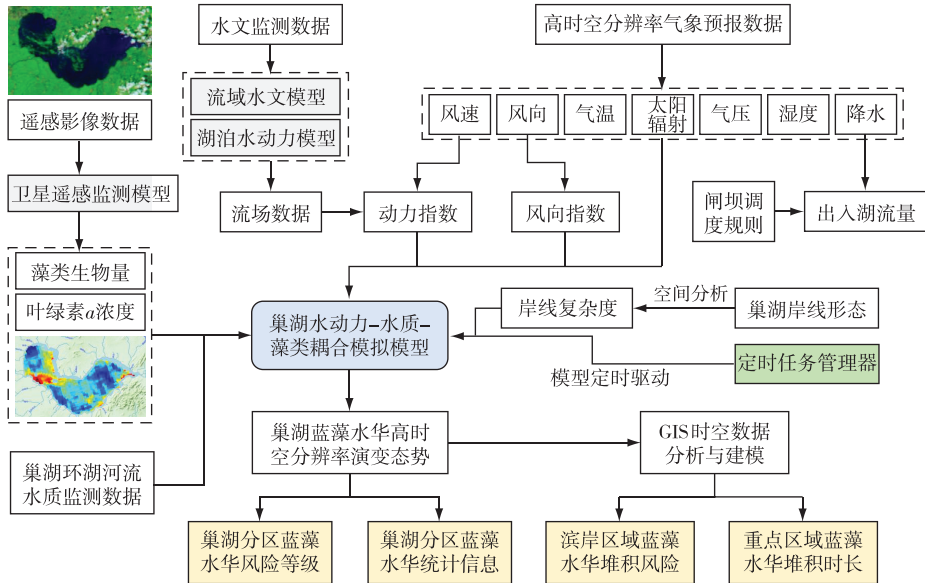 水文监测数据
高时空分辨率气象预报数据
遥感影像数据
流域水文模型
湖泊水动力模型
风速
风向
气温
太阳
辐射
气压
湿度
降水
卫星遥感监测模型
流场数据
动力指数
风向指数
闸坝调
度规则
出入湖流量
藻类生物量
叶绿素a浓度
巢湖水动力–水质–
藻类耦合模拟模型
岸线复杂度
空间分析
巢湖岸线形态
模型定时驱动
定时任务管理器
巢湖环湖河流
水质监测数据
巢湖蓝藻水华高时
空分辨率演变态势
GIS时空数据
分析与建模
巢湖分区蓝藻
水华风险等级
巢湖分区蓝藻
水华统计信息
滨岸区域蓝藻
水华堆积风险
重点区域蓝藻
水华堆积时长